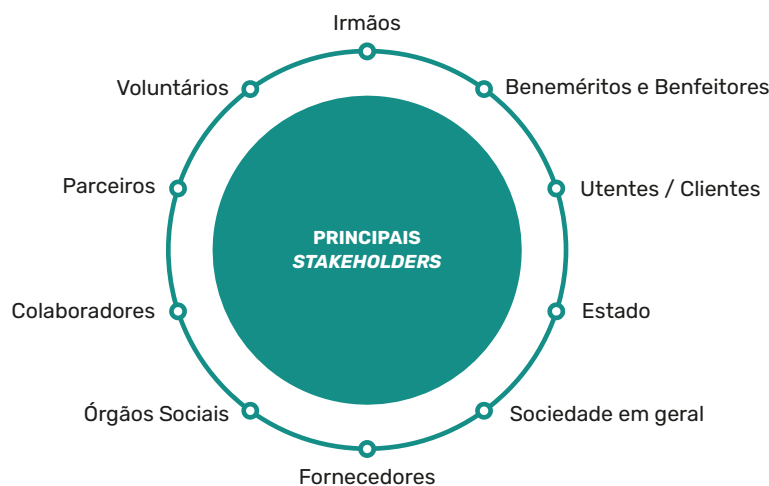 Irmãos
Voluntários
Beneméritos e Benfeitores
Parceiros
Utentes / Clientes
PRINCIPAIS
STAKEHOLDERS
Colaboradores
Estado
Órgãos Sociais
Sociedade em geral
Fornecedores